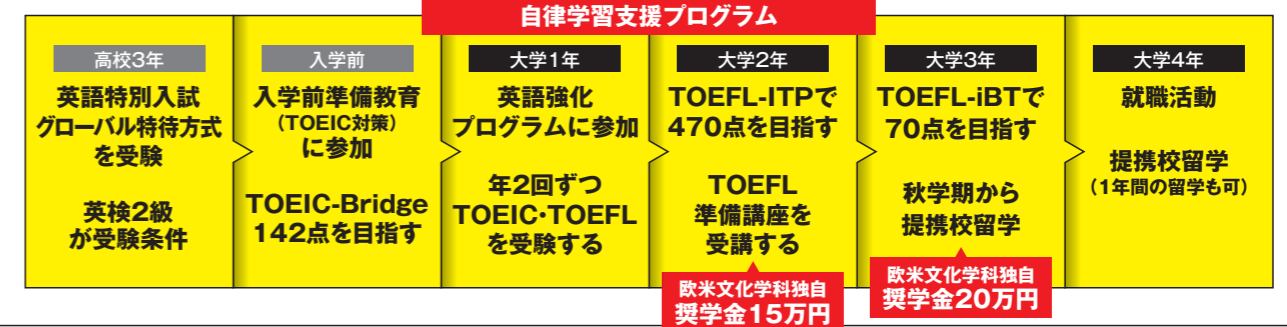 自律学習支援プログラム
高校3年
英語特別入試
グローバル特待方式
を受験
英検2級
が受験条件
入学前
入学前準備教育
（TOEIC対策）
に参加
TOEIC-Bridge
142点を目指す
大学1年
英語強化
プログラムに参加
年2回ずつ
TOEIC・TOEFL
を受験する
大学2年
TOEFL-ITPで
470点を目指す
TOEFL
準備講座を
受講する
欧米文化学科独自
奨学金15万円
大学3年
TOEFL-iBTで
70点を目指す
秋学期から
提携校留学
欧米文化学科独自
奨学金20万円
大学4年
就職活動
提携校留学
（1年間の留学も可）